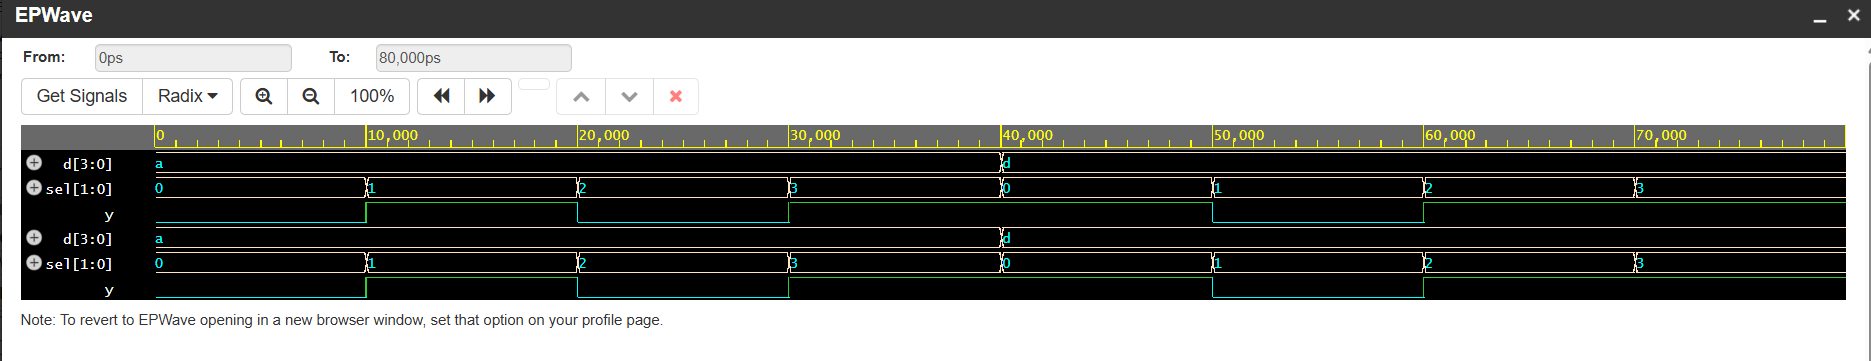 EPWave
From: 0ps To: 80,000ps
Get Signals Radix 100%
0 10,000 20,000 30,000 40,000 50,000 60,000 70,000
d[3:0] a d
sel[1:0] 0 1 2 3 0 1 2 3
y
d[3:0] a d
sel[1:0] 0 1 2 3 0 1 2 3
y
Note: To revert to EPWave opening in a new browser window, set that option on your profile page.